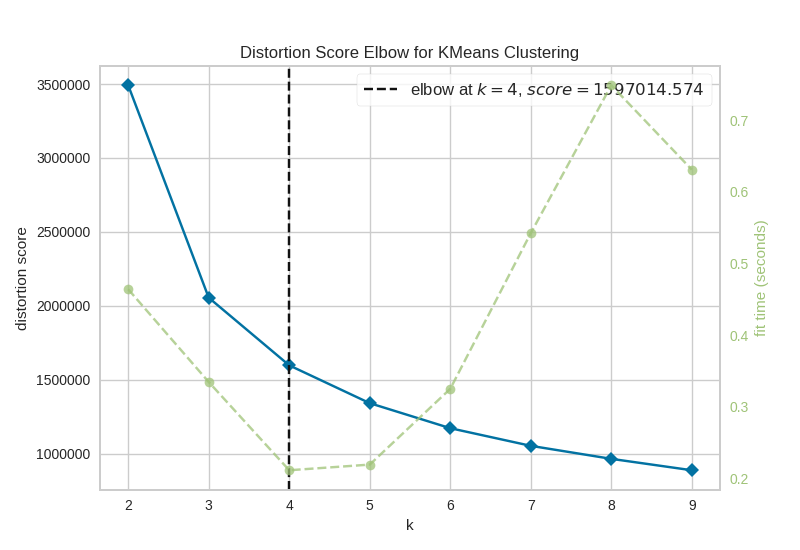 Distortion Score Elbow for KMeans Clustering
elbow at k = 4, score = 1597014.574
distortion score
3500000
3000000
2500000
2000000
1500000
1000000
0.7
0.6
0.5
0.4
0.3
0.2
fit time (seconds)
2 3 4 5 6 7 8 9
k